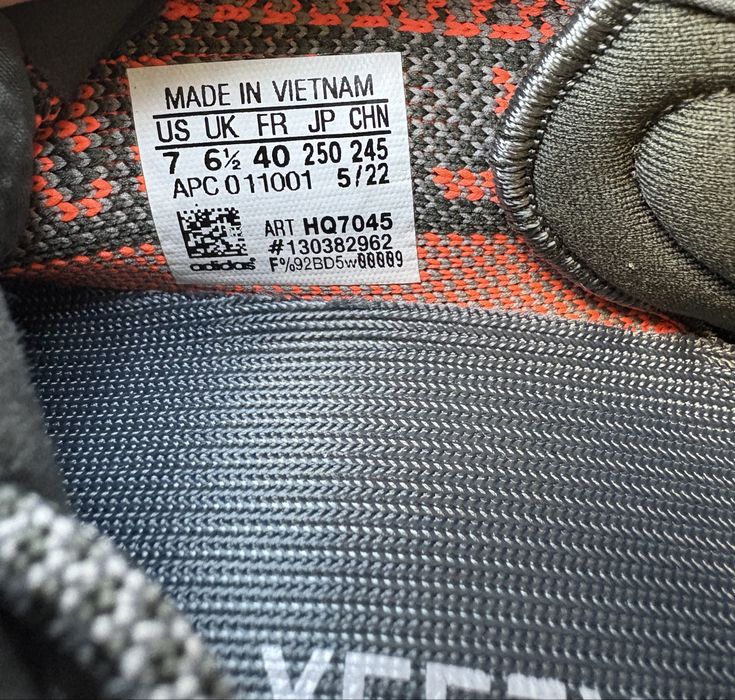 MADE IN VIETNAM
US UK FR JP CHN
7 6½ 40 250 245
APC 011001 5/22
ART HQ7045
#130382962
adidas F%92BD5w00009